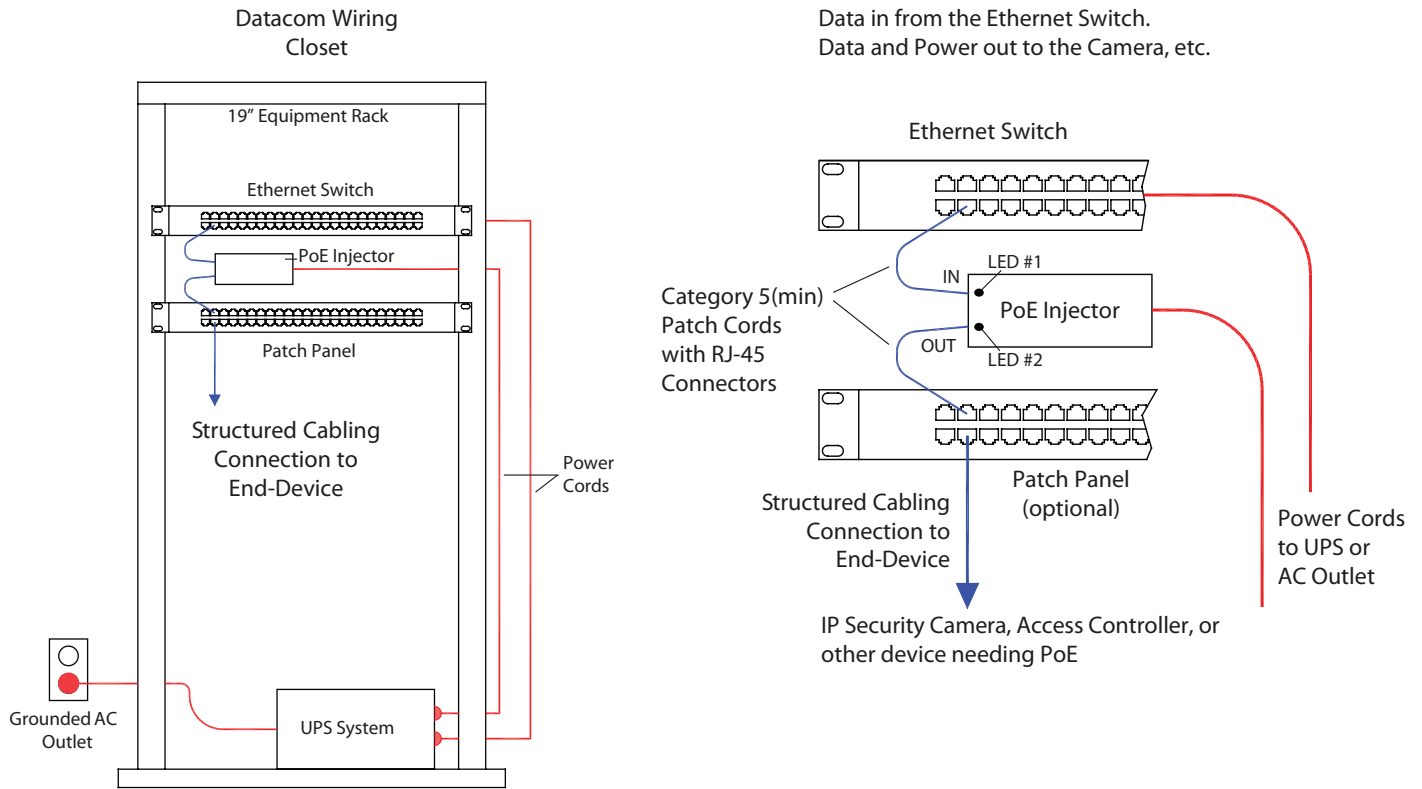 Datacom Wiring
Closet
19” Equipment Rack
Ethernet Switch
PoE Injector
Patch Panel
Structured Cabling
Connection to
End-Device
Power
Cords
Grounded AC
Outlet
UPS System
Data in from the Ethernet Switch.
Data and Power out to the Camera, etc.
Ethernet Switch
LED #1
IN
PoE Injector
OUT
LED #2
Category 5(min)
Patch Cords
with RJ-45
Connectors
Patch Panel
(optional)
Structured Cabling
Connection to
End-Device
Power Cords
to UPS or
AC Outlet
IP Security Camera, Access Controller, or
other device needing PoE